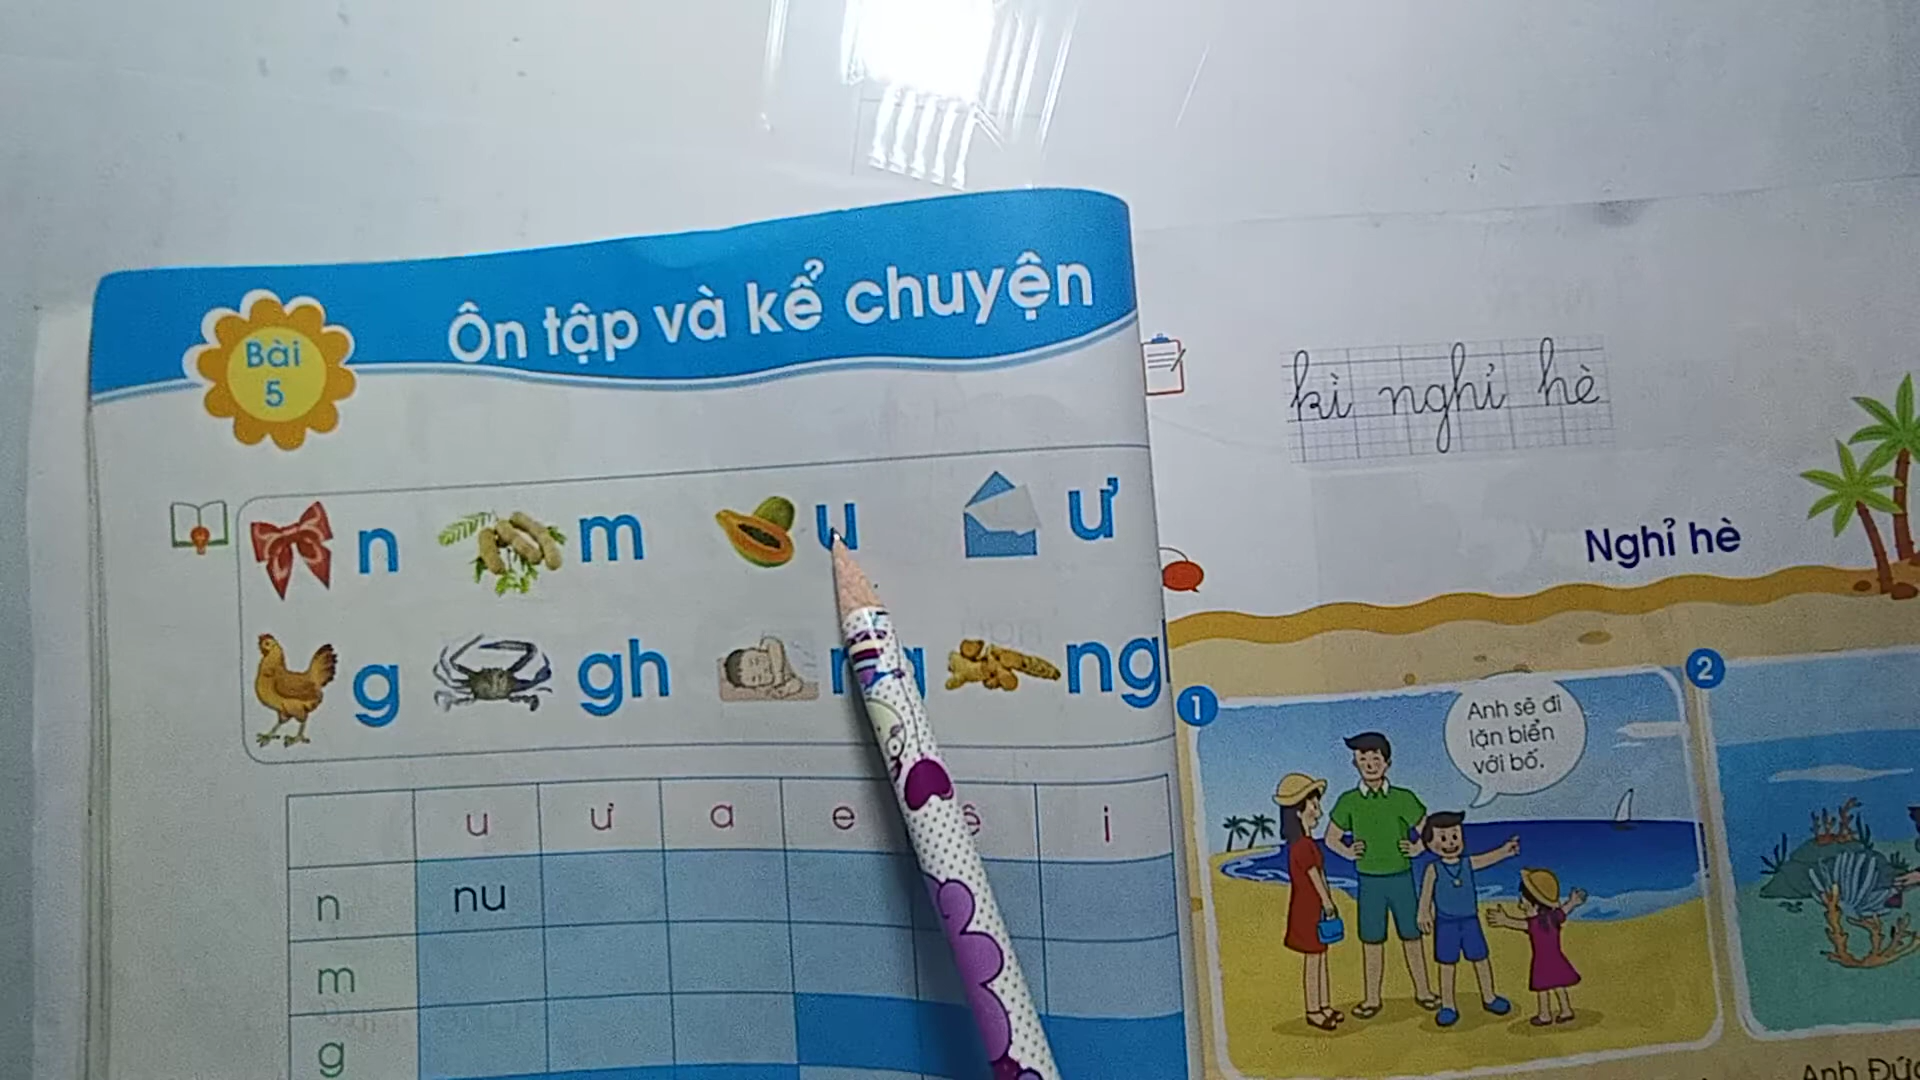 Bài
5
Ôn tập và kể chuyện
n m u ư
g gh ng
u ư a e ê i
n nu
m
g
kì nghỉ hè
Nghỉ hè
1
Anh sẽ đi
lặn biển
với bố.
2
Anh